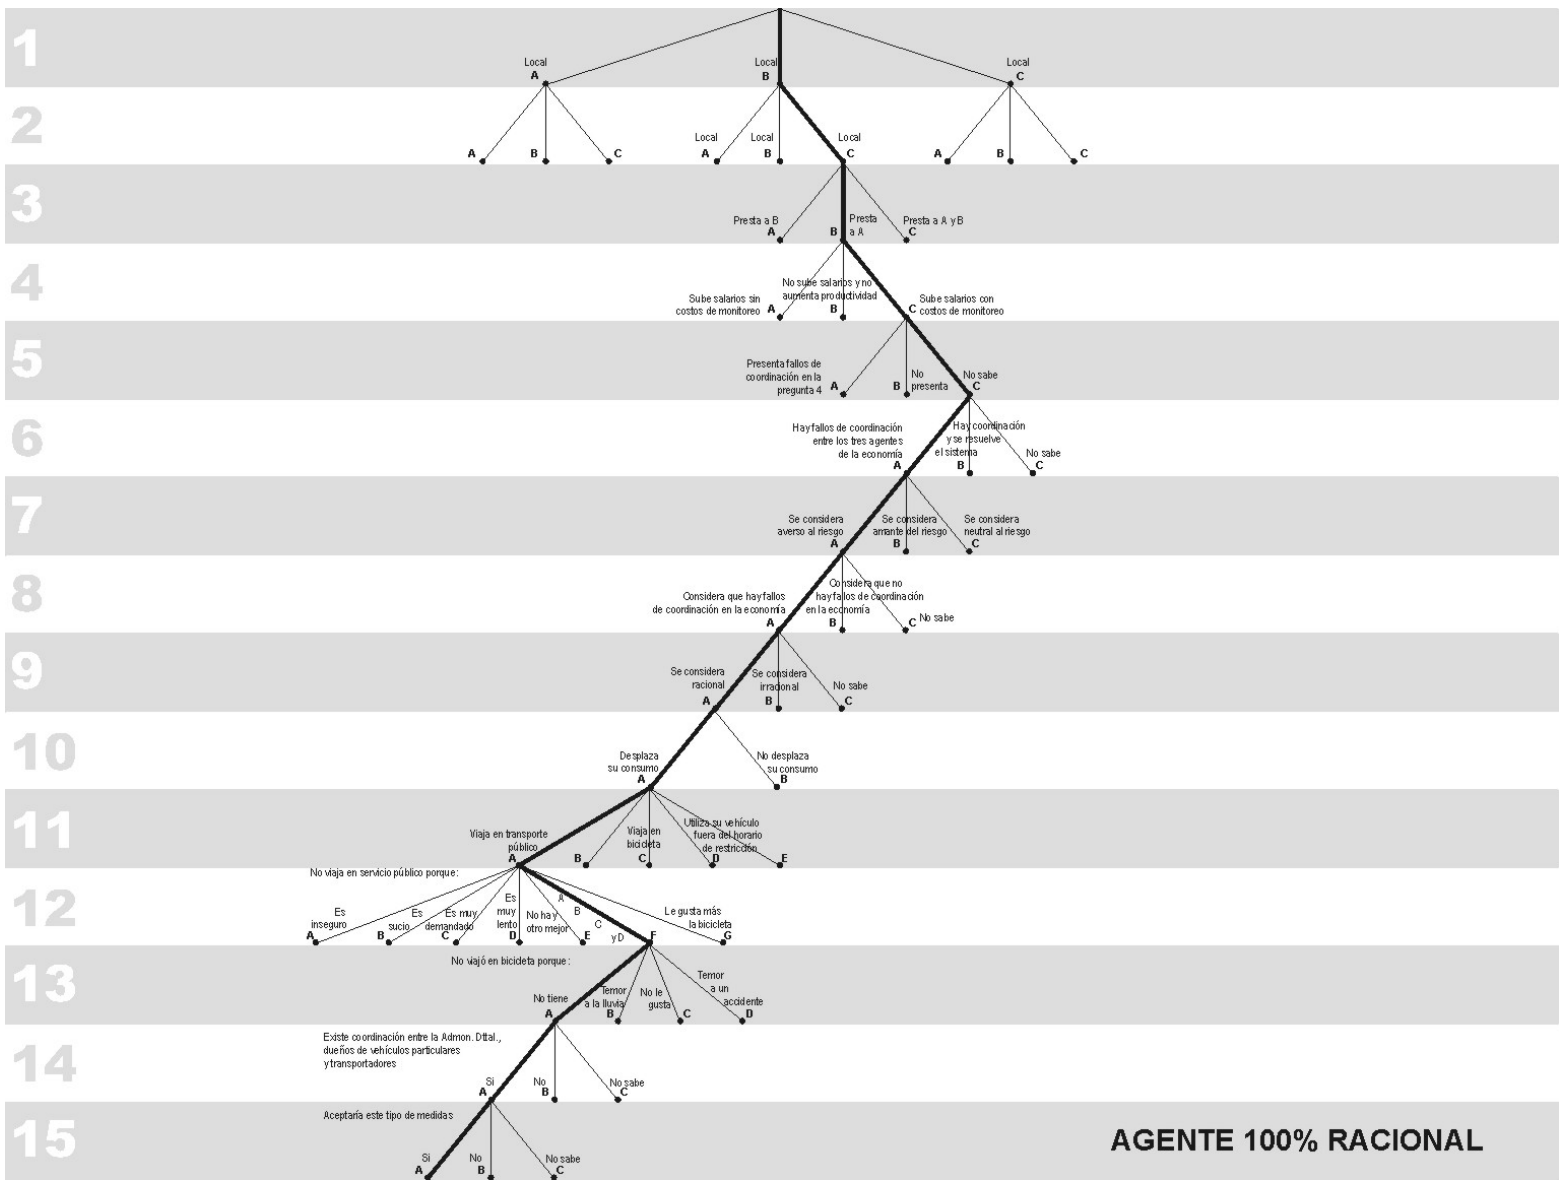 1
Local
A
Local
B
Local
C
2
A
B
C
Local
A
Local
B
Local
C
A
B
C
3
Presta a B
A
Presta
a A
B
Presta a A y B
C
4
Sube salarios sin
costos de monitoreo
A
No sube salarios y no
aumenta productividad
B
Sube salarios con
costos de monitoreo
C
5
Presenta fallos de
coordinación en la
pregunta 4
A
No
presenta
B
No sabe
C
6
Hay fallos de coordinación
entre los tres agentes
de la economía
A
Hay coordinación
y se resuelve
el sistema
B
No sabe
C
7
Se considera
averso al riesgo
A
Se considera
amante del riesgo
B
Se considera
neutral al riesgo
C
8
Considera que hay fallos
de coordinación en la economía
A
Considera que no
hay fallos de coordinación
en la economía
B
No sabe
C
9
Se considera
racional
A
Se considera
irracional
B
No sabe
C
10
Desplaza
su consumo
A
No desplaza
su consumo
B
11
Viaja en transporte
público
A
B
Viaja en
bicicleta
C
Utiliza su vehículo
fuera del horario
de restricción
D
E
12
No viaja en servicio público porque:
Es
inseguro
A
Es
sucio
B
Es muy
demandado
C
Es
muy
lento
D
No hay
otro mejor
E
A
B
C
y D
F
Le gusta más
la bicicleta
G
13
No viajó en bicicleta porque:
No tiene
A
Temor
a la lluvia
B
No le
gusta
C
Temor
a un
accidente
D
14
Existe coordinación entre la Admon. Dttal.,
dueños de vehículos particulares
y transportadores
Si
A
No
B
No sabe
C
15
Aceptaría este tipo de medidas
Si
A
No
B
No sabe
C
AGENTE 100% RACIONAL